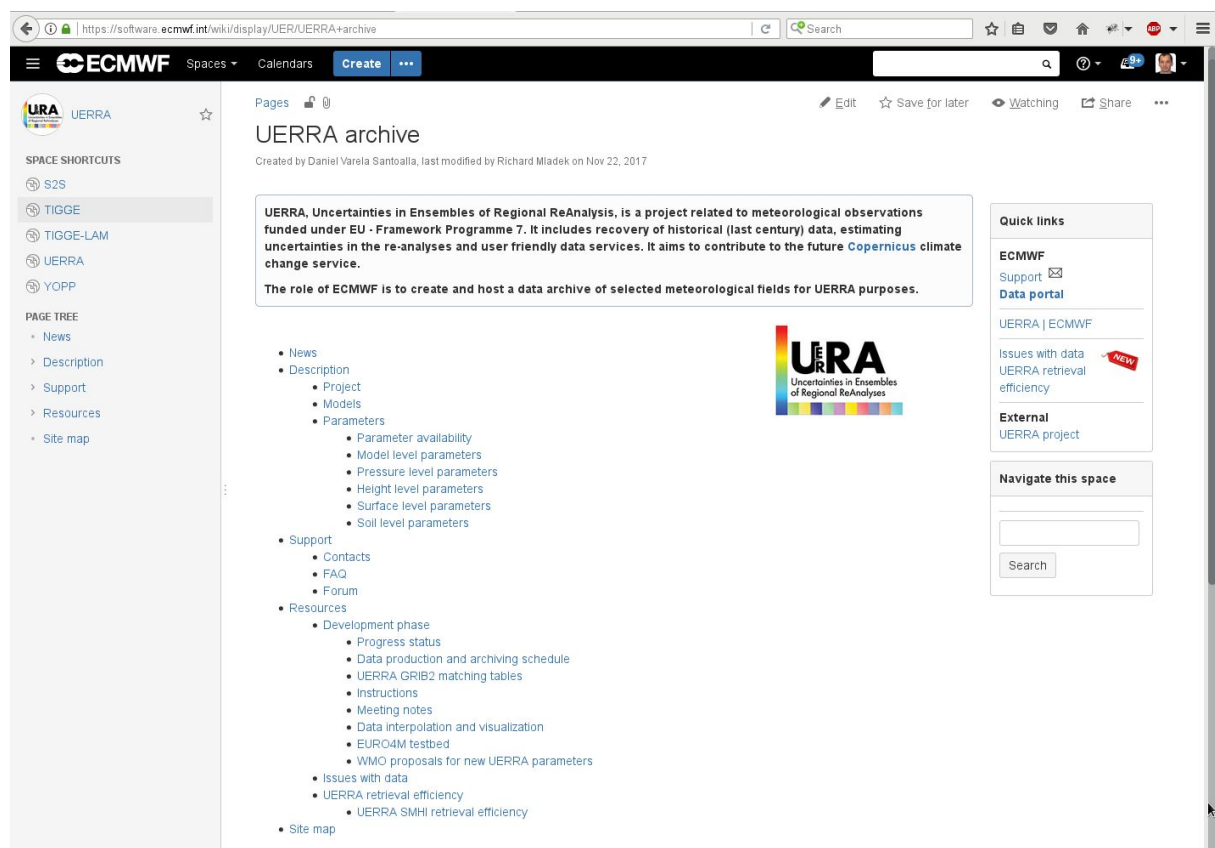 https://software.ecmwf.int/wiki/display/UER/UERRA+archive
Search
ABP
ECMWF Spaces Calendars Create ...
9+
URA
UERRA
SPACE SHORTCUTS
S2S
TIGGE
TIGGE-LAM
UERRA
YOPP
PAGE TREE
News
Description
Support
Resources
Site map
Pages
Edit Save for later Watching Share ...
UERRA archive
Created by Daniel Varela Santoalla, last modified by Richard Mladek on Nov 22, 2017
UERRA, Uncertainties in Ensembles of Regional ReAnalysis, is a project related to meteorological observations
funded under EU - Framework Programme 7. It includes recovery of historical (last century) data, estimating
uncertainties in the re-analyses and user friendly data services. It aims to contribute to the future Copernicus climate
change service.
The role of ECMWF is to create and host a data archive of selected meteorological fields for UERRA purposes.
News
Description
Project
Models
Parameters
Parameter availability
Model level parameters
Pressure level parameters
Height level parameters
Surface level parameters
Soil level parameters
Support
Contacts
FAQ
Forum
Resources
Development phase
Progress status
Data production and archiving schedule
UERRA GRIB2 matching tables
Instructions
Meeting notes
Data interpolation and visualization
EURO4M testbed
WMO proposals for new UERRA parameters
Issues with data
UERRA retrieval efficiency
UERRA SMHI retrieval efficiency
Site map
UERRA
Uncertainties in Ensembles
of Regional ReAnalyses
Quick links
ECMWF
Support
Data portal
UERRA | ECMWF
Issues with data
NEW
UERRA retrieval
efficiency
External
UERRA project
Navigate this space
Search